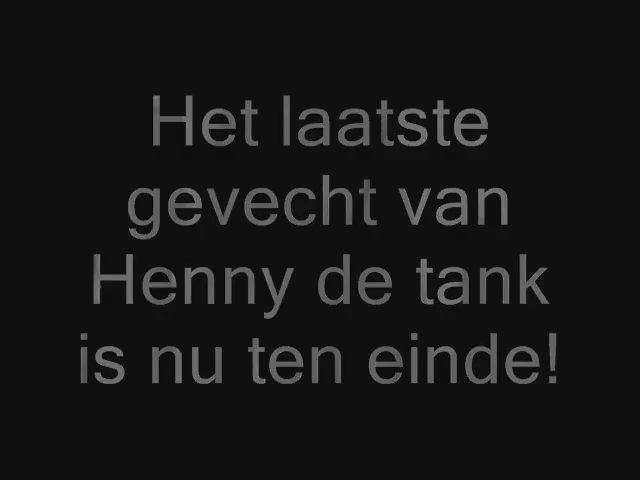 Het laatste
gevecht van
Henny de tank
is nu ten einde!